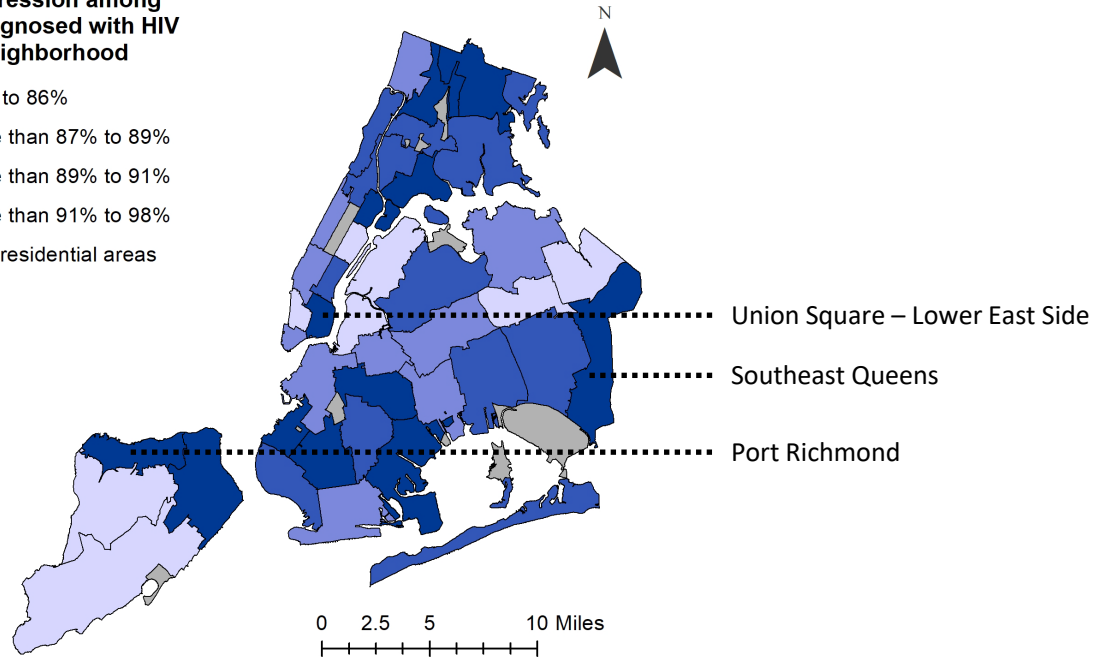 ression among
gnosed with HIV
eighborhood
to 86%
e than 87% to 89%
e than 89% to 91%
e than 91% to 98%
residential areas
N
Union Square – Lower East Side
Southeast Queens
Port Richmond
0 2.5 5 10 Miles